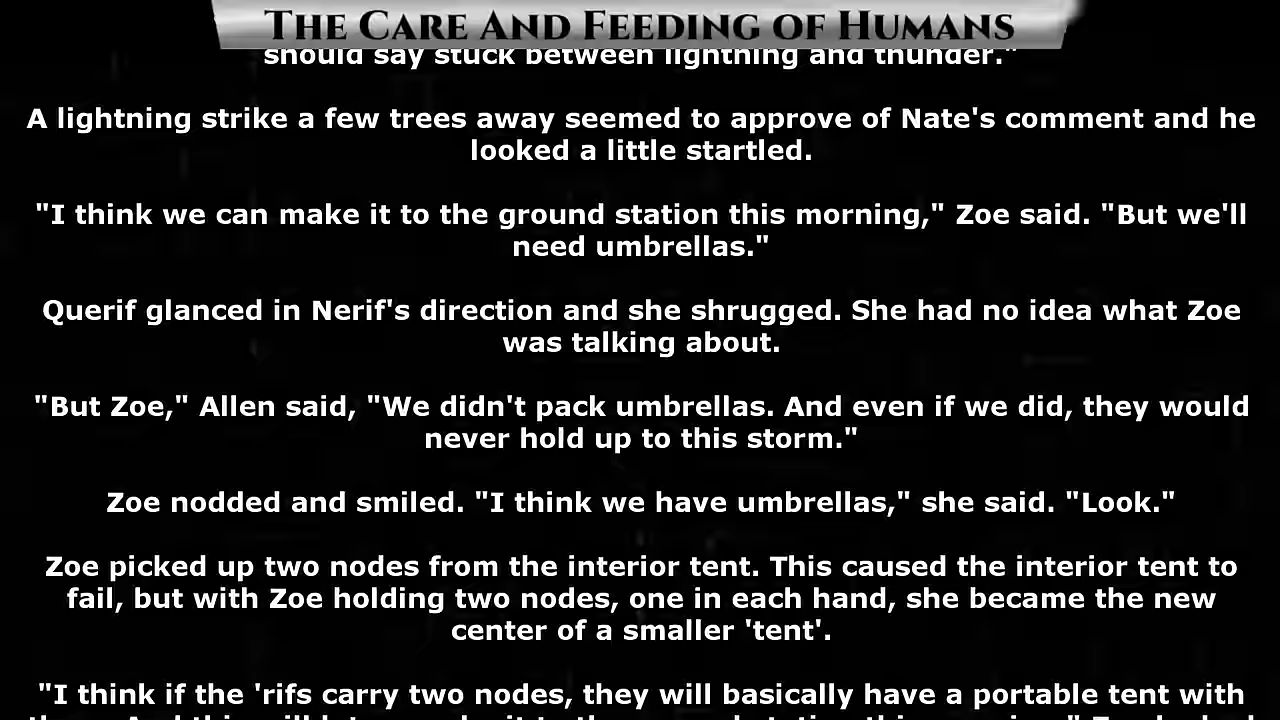 The Care And Feeding of Humans
should say stuck between lightning and thunder."
A lightning strike a few trees away seemed to approve of Nate's comment and he
looked a little startled.
"I think we can make it to the ground station this morning," Zoe said. "But we'll
need umbrellas."
Querif glanced in Nerif's direction and she shrugged. She had no idea what Zoe
was talking about.
"But Zoe," Allen said, "We didn't pack umbrellas. And even if we did, they would
never hold up to this storm."
Zoe nodded and smiled. "I think we have umbrellas," she said. "Look."
Zoe picked up two nodes from the interior tent. This caused the interior tent to
fail, but with Zoe holding two nodes, one in each hand, she became the new
center of a smaller 'tent'.
"I think if the 'rifs carry two nodes, they will basically have a portable tent with